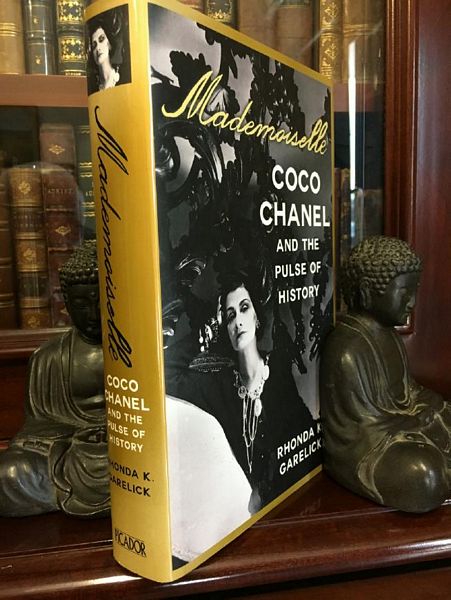 Mademoiselle
COCO
CHANEL
AND THE
PULSE OF
HISTORY
RHONDA K.
GARELICK
Mademoiselle
COCO
CHANEL
AND THE
PULSE OF
HISTORY
RHONDA K.
GARELICK
PICADOR